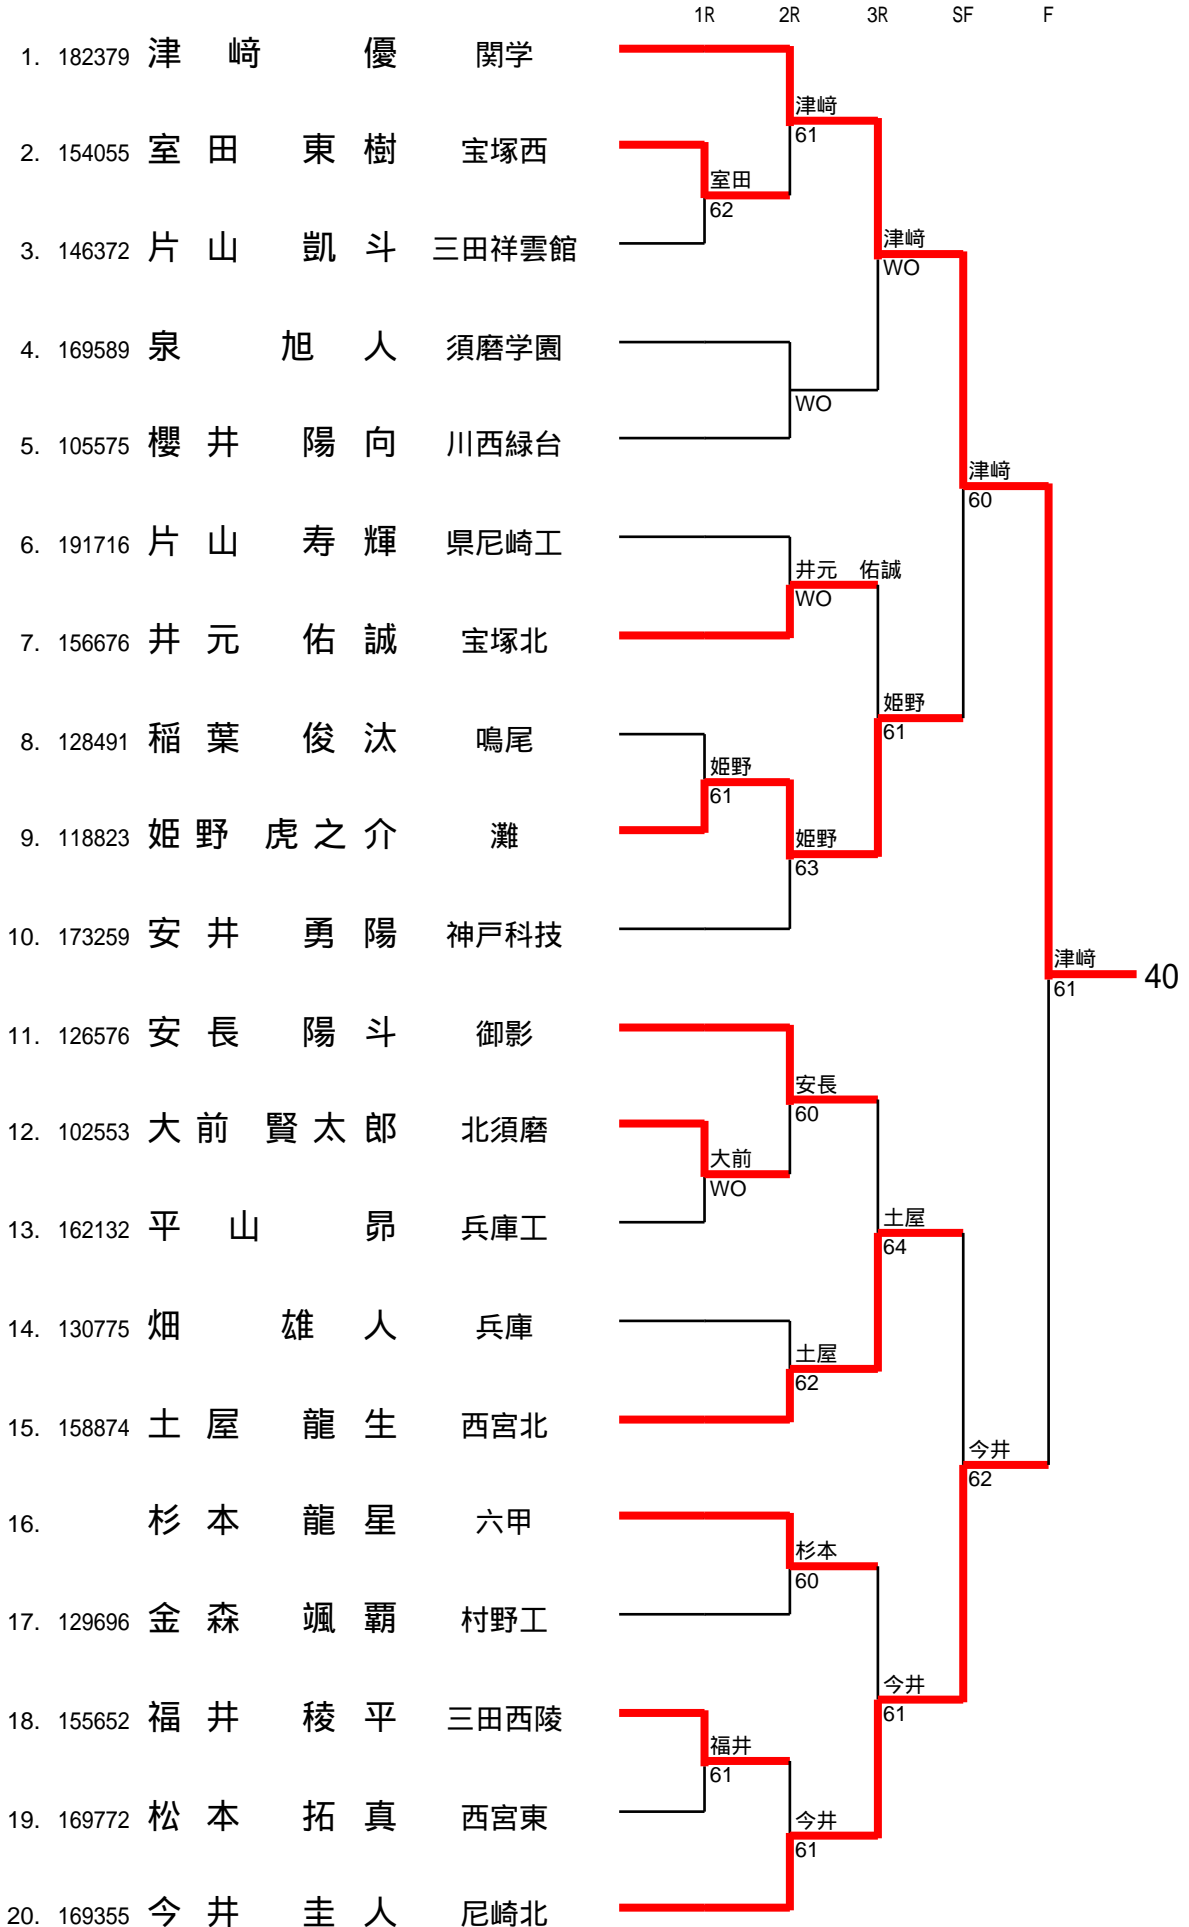 1R 2R 3R SF F
1. 182379 津﨑 優 関学
津﨑
61
2. 154055 室田 東樹 宝塚西
室田
62
3. 146372 片山 凱斗 三田祥雲館
津﨑
WO
4. 169589 泉 旭人 須磨学園
WO
5. 105575 櫻井 陽向 川西緑台
津﨑
60
6. 191716 片山 寿輝 県尼崎工
井元 佑誠
WO
7. 156676 井元 佑誠 宝塚北
姫野
61
8. 128491 稲葉 俊汰 鳴尾
姫野
61
9. 118823 姫野 虎之介 灘
姫野
63
10. 173259 安井 勇陽 神戸科技
津﨑
61
40
11. 126576 安長 陽斗 御影
安長
60
12. 102553 大前 賢太郎 北須磨
大前
WO
13. 162132 平山 昴 兵庫工
土屋
64
14. 130775 畑 雄人 兵庫
土屋
62
15. 158874 土屋 龍生 西宮北
今井
62
16. 杉本 龍星 六甲
杉本
60
17. 129696 金森 颯覇 村野工
今井
61
18. 155652 福井 稜平 三田西陵
福井
61
19. 169772 松本 拓真 西宮東
今井
61
20. 169355 今井 圭人 尼崎北